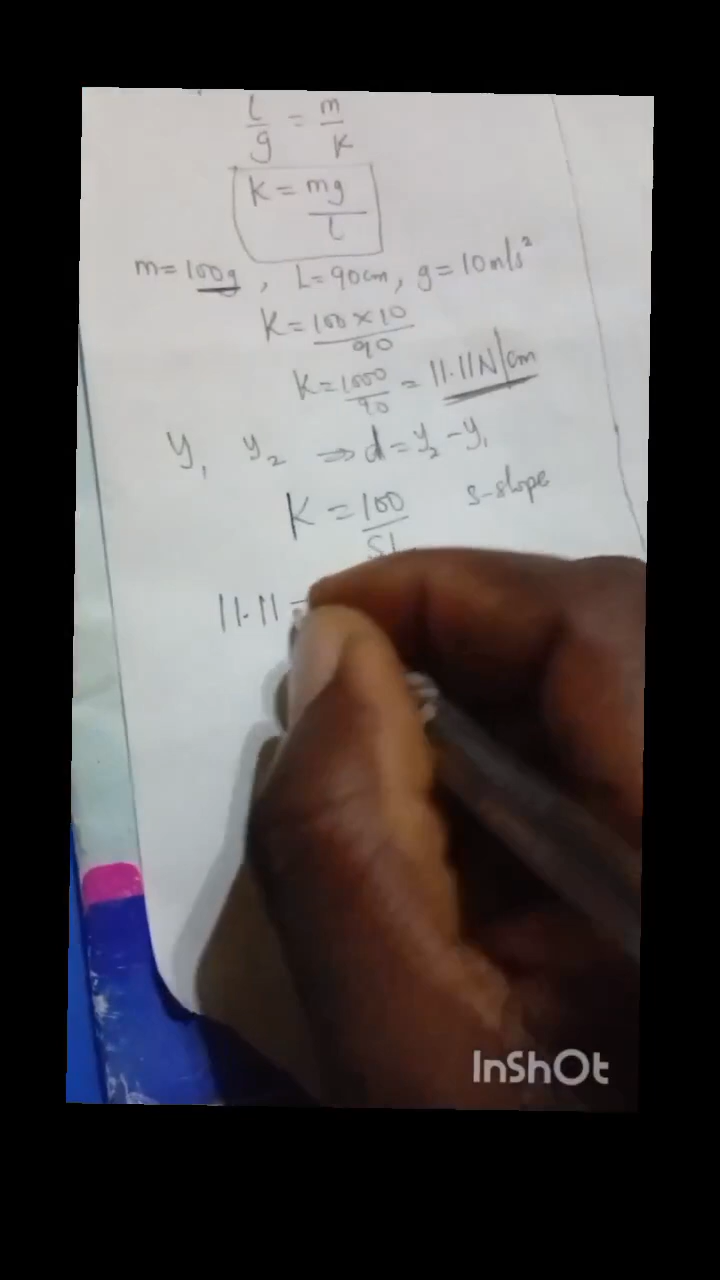 l/g = m/K
K = mg/l
m = 100g , L = 90cm, g = 10m/s²
K = 100 × 10/90
K = 1000/90 = 11.11N/cm
y₁ y₂ ⇒ d = y₂ - y₁
K = 100/SL s-slope
11.11 =
InShOt